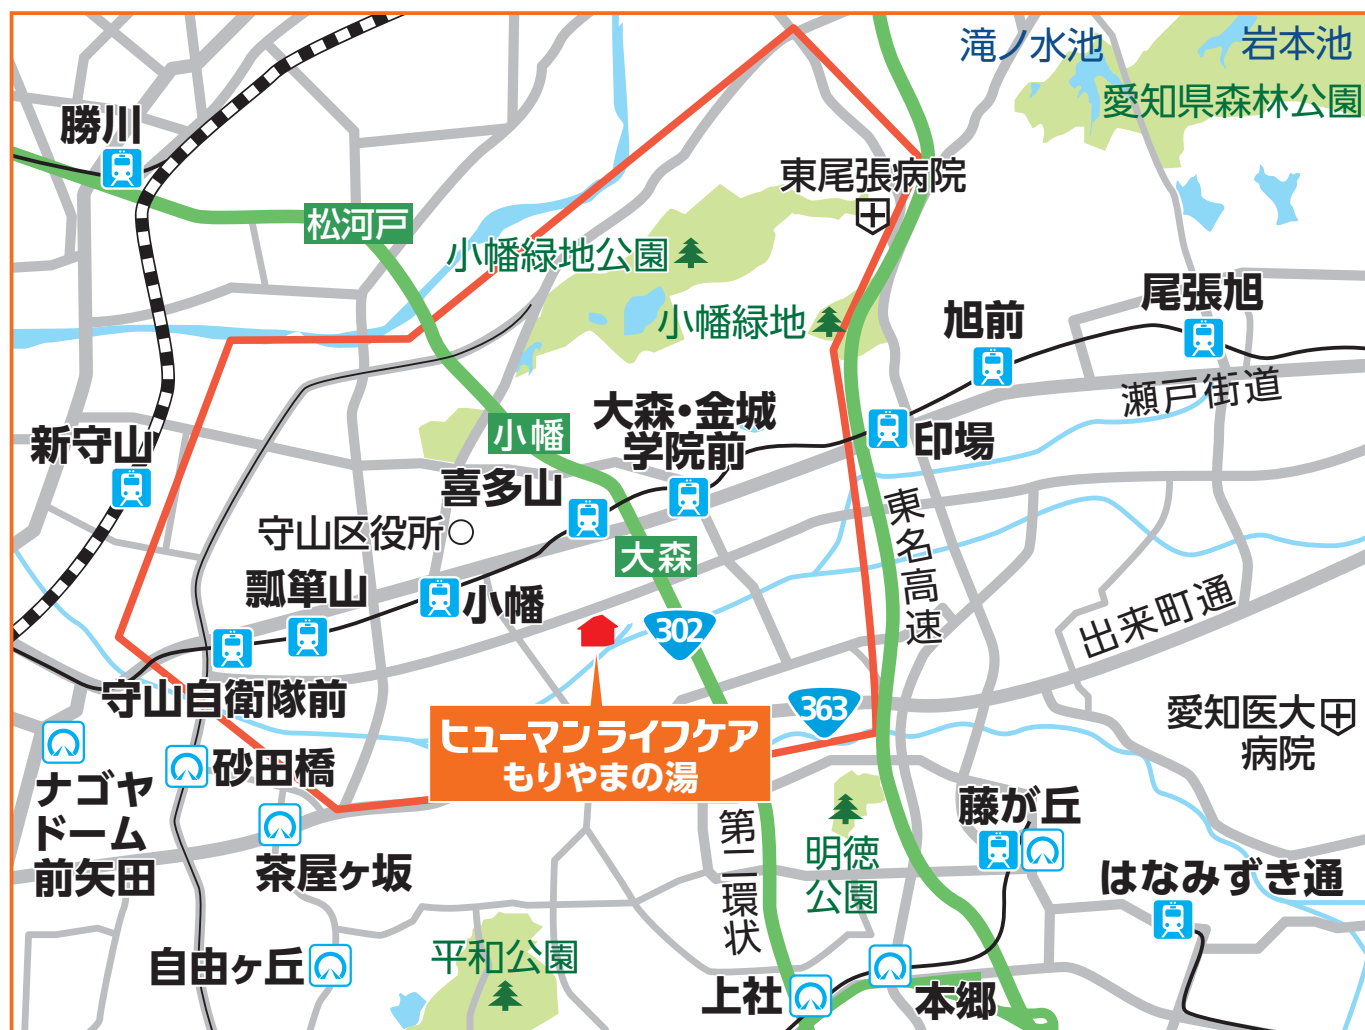 滝ノ水池
岩本池
愛知県森林公園
勝川
東尾張病院
松河戸
小幡緑地公園
小幡緑地
尾張旭
旭前
瀬戸街道
大森・金城
学院前
小幡
印場
新守山
喜多山
守山区役所
東名高速
大森
瓢箪山
小幡
302
出来町通
守山自衛隊前
363
愛知医大
病院
ヒューマンライフケア
もりやまの湯
砂田橋
ナゴヤ
ドーム
前矢田
茶屋ヶ坂
第二環状
明徳
公園
藤が丘
はなみずき通
自由ヶ丘
平和公園
上社
本郷